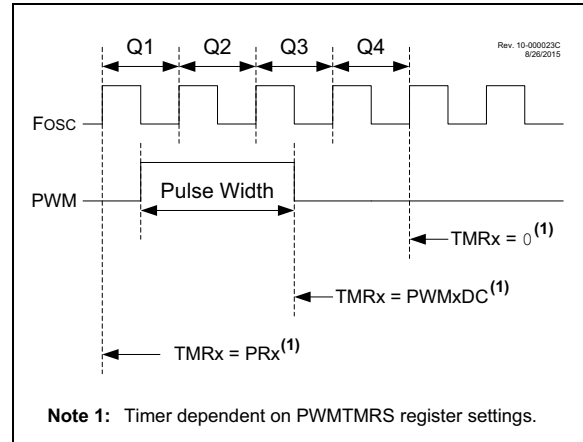 Q1 Q2 Q3 Q4
Rev. 10-000023C
8/26/2015
FOSC
PWM
Pulse Width
TMRx = 0(1)
TMRx = PWMxDC(1)
TMRx = PRx(1)
Note 1: Timer dependent on PWMTMRS register settings.